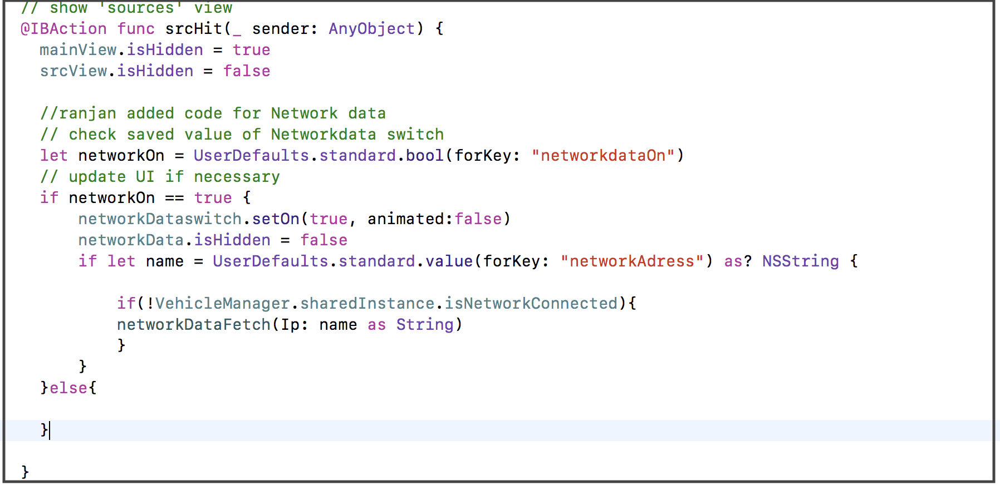 // show 'sources' view
@IBAction func srcHit(_ sender: AnyObject) {
mainView.isHidden = true
srcView.isHidden = false
//ranjan added code for Network data
// check saved value of Networkdata switch
let networkOn = UserDefaults.standard.bool(forKey: "networkdataOn")
// update UI if necessary
if networkOn == true {
networkDataswitch.setOn(true, animated:false)
networkData.isHidden = false
if let name = UserDefaults.standard.value(forKey: "networkAdress") as? NSString {
if(!VehicleManager.sharedInstance.isNetworkConnected){
networkDataFetch(Ip: name as String)
}
}
}else{
}
}